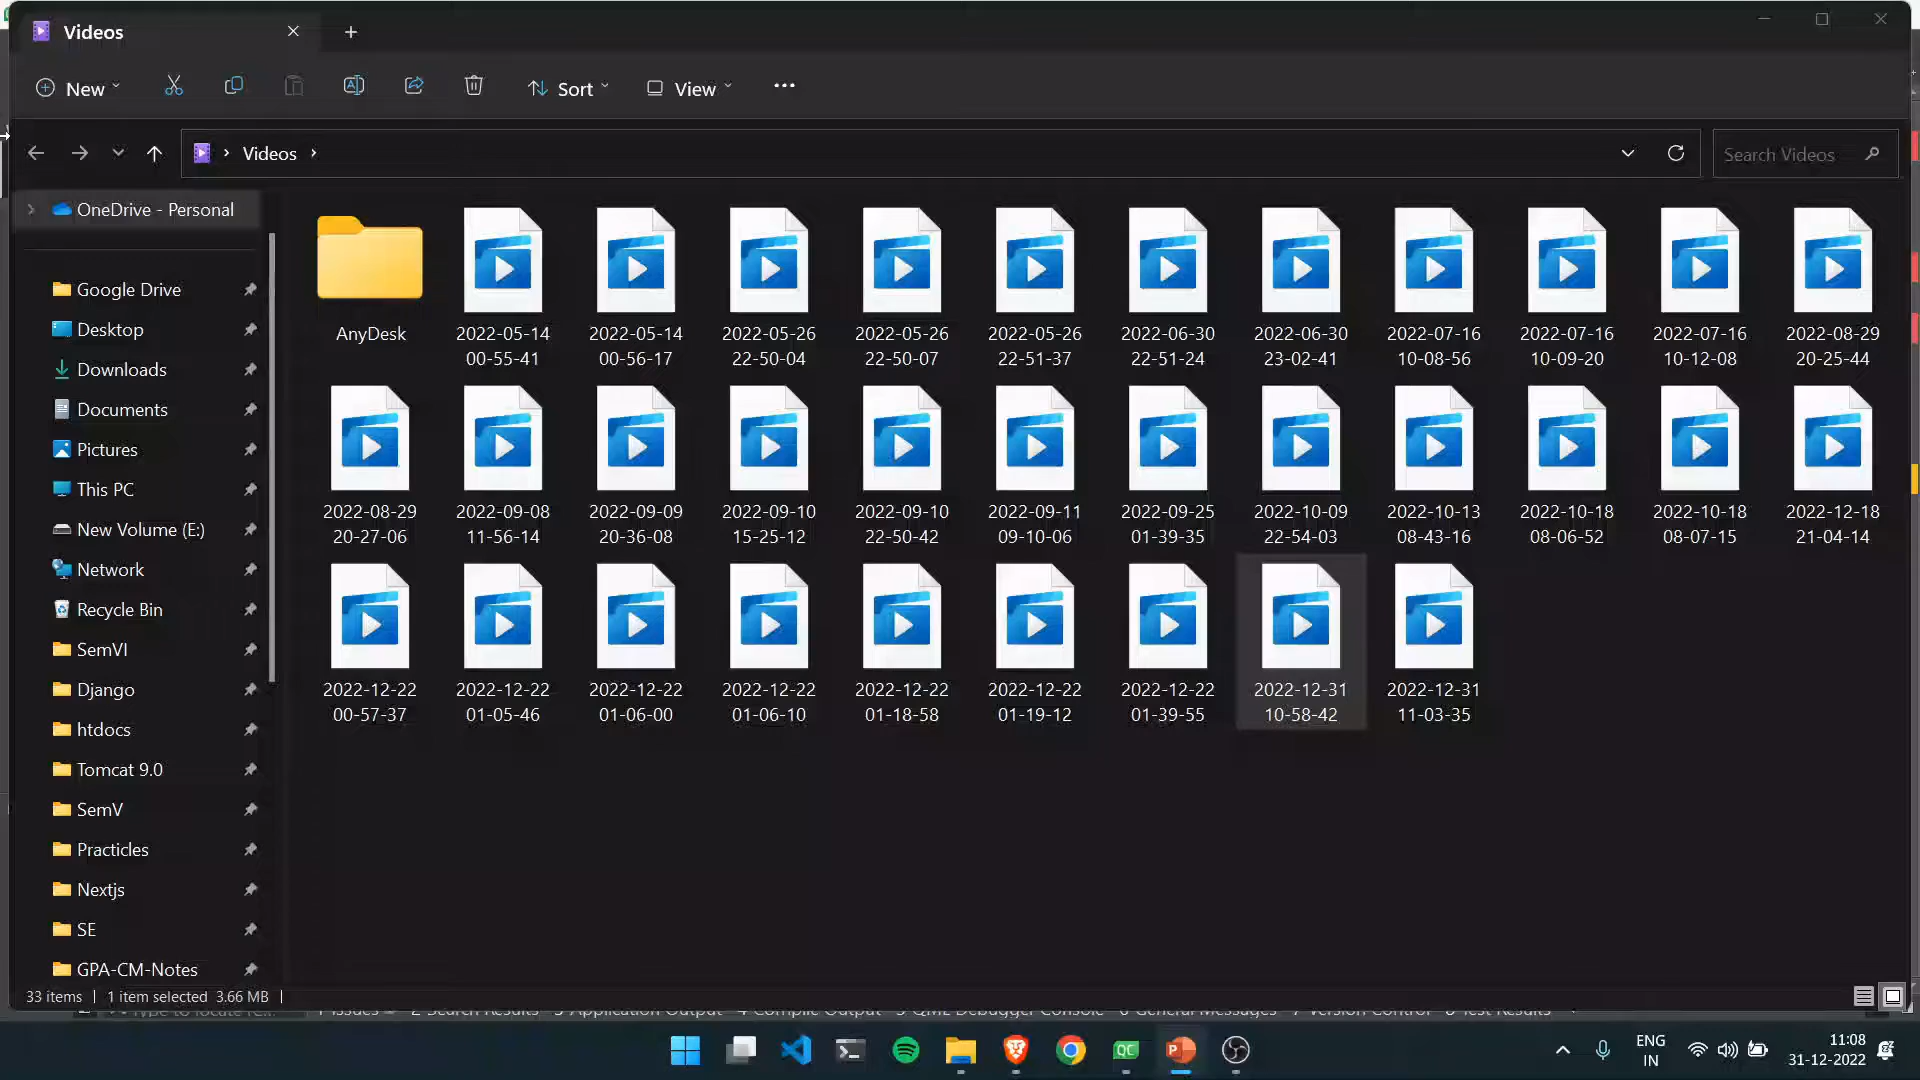 Videos
New
Sort
View
Videos
Search Videos
OneDrive - Personal
Google Drive
Desktop
Downloads
Documents
Pictures
This PC
New Volume (E:)
Network
Recycle Bin
SemVI
Django
htdocs
Tomcat 9.0
SemV
Practicles
Nextjs
SE
GPA-CM-Notes
AnyDesk
2022-05-14
00-55-41
2022-05-14
00-56-17
2022-05-26
22-50-04
2022-05-26
22-50-07
2022-05-26
22-51-37
2022-06-30
22-51-24
2022-06-30
23-02-41
2022-07-16
10-08-56
2022-07-16
10-09-20
2022-07-16
10-12-08
2022-08-29
20-25-44
2022-08-29
20-27-06
2022-09-08
11-56-14
2022-09-09
20-36-08
2022-09-10
15-25-12
2022-09-10
22-50-42
2022-09-11
09-10-06
2022-09-25
01-39-35
2022-10-09
22-54-03
2022-10-13
08-43-16
2022-10-18
08-06-52
2022-10-18
08-07-15
2022-12-18
21-04-14
2022-12-22
00-57-37
2022-12-22
01-05-46
2022-12-22
01-06-00
2022-12-22
01-06-10
2022-12-22
01-18-58
2022-12-22
01-19-12
2022-12-22
01-39-55
2022-12-31
10-58-42
2022-12-31
11-03-35
33 items | 1 item selected 3.66 MB |
QC
ENG
IN
11:08
31-12-2022